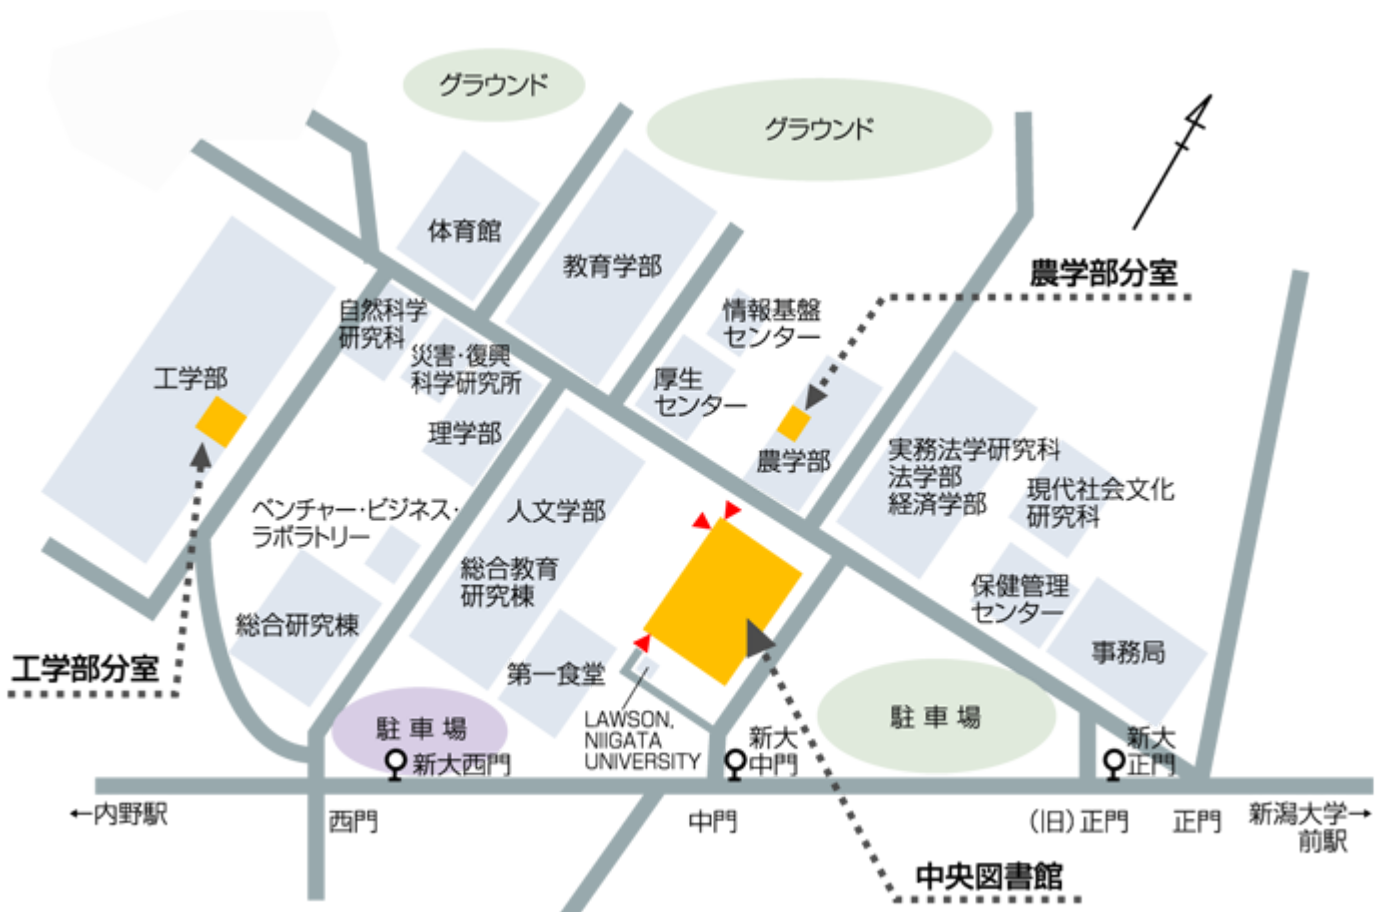 グラウンド
グラウンド
体育館
教育学部
農学部分室
自然科学
研究科
情報基盤
センター
災害・復興
科学研究所
工学部
厚生
センター
理学部
農学部
実務法学研究科
法学部
経済学部
現代社会文化
研究科
ベンチャー・ビジネス・
ラボラトリー
人文学部
総合教育
研究棟
保健管理
センター
総合研究棟
事務局
工学部分室
第一食堂
LAWSON,
NIIGATA
UNIVERSITY
駐車場
新大西門
新大
中門
駐車場
新大
正門
←内野駅
西門
中門
(旧)正門
正門
新潟大学→
前駅
中央図書館